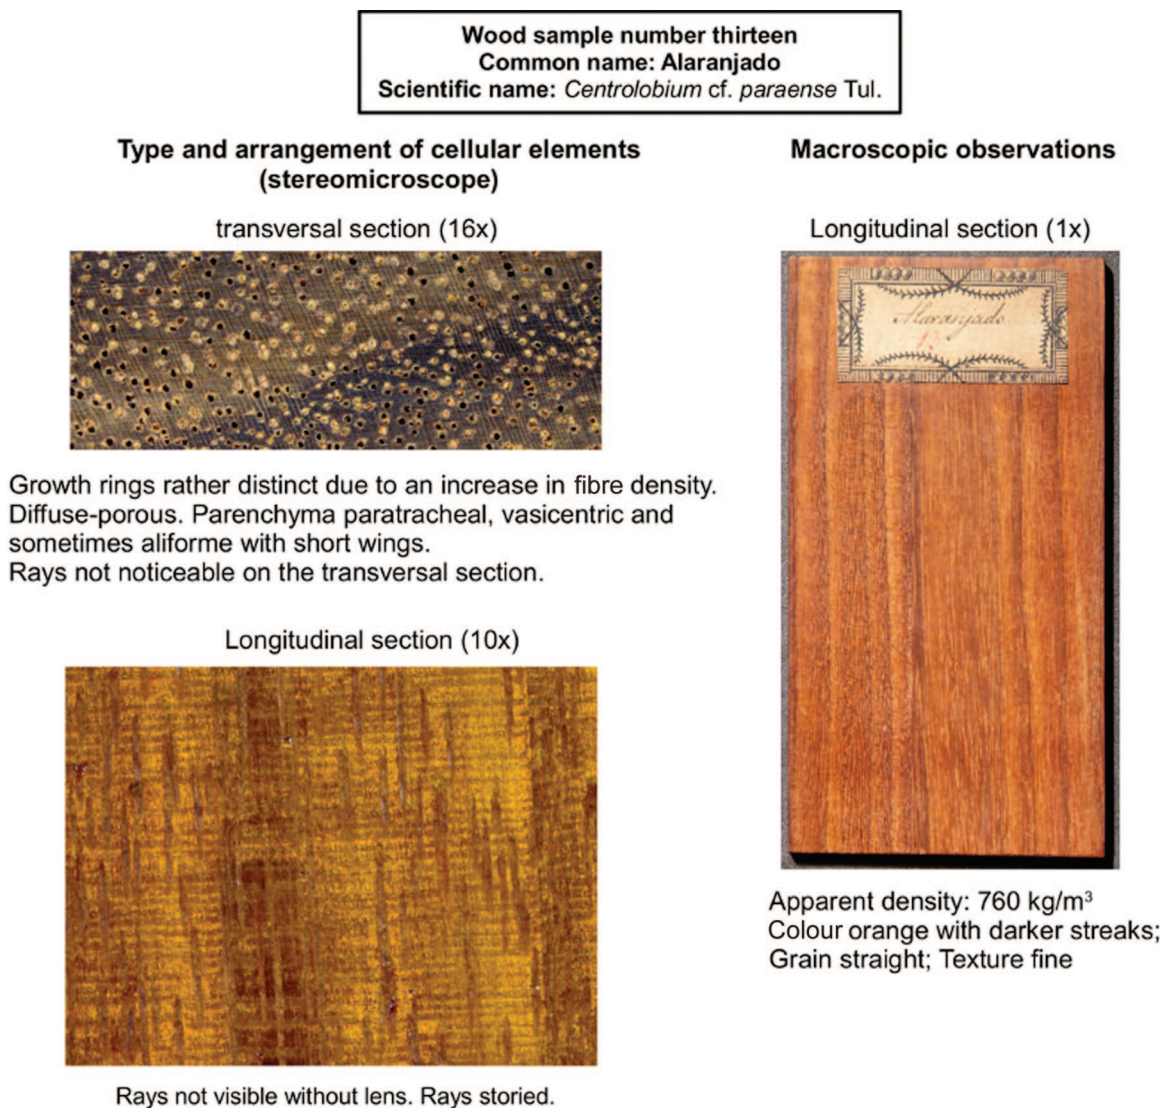 Wood sample number thirteen
Common name: Alaranjado
Scientific name: Centrolobium cf. paraense Tul.
Type and arrangement of cellular elements
(stereomicroscope)
transversal section (16x)
Growth rings rather distinct due to an increase in fibre density.
Diffuse-porous. Parenchyma paratracheal, vasicentric and
sometimes aliforme with short wings.
Rays not noticeable on the transversal section.
Longitudinal section (10x)
Rays not visible without lens. Rays storied.
Macroscopic observations
Longitudinal section (1x)
Alaranjado
13
Apparent density: 760 kg/m³
Colour orange with darker streaks;
Grain straight; Texture fine